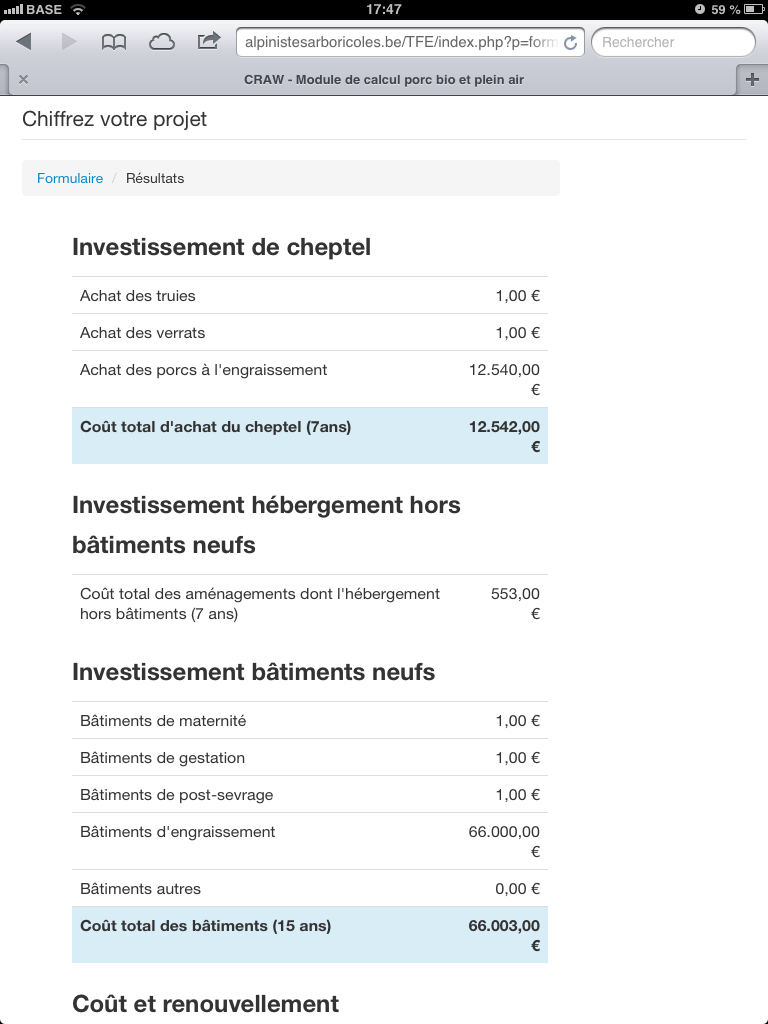 BASE 17:47 59 %
alpinistesarboricoles.be/TFE/index.php?p=form Rechercher
CRAW - Module de calcul porc bio et plein air
Chiffrez votre projet
Formulaire / Résultats
Investissement de cheptel
Achat des truies 1,00 €
Achat des verrats 1,00 €
Achat des porcs à l'engraissement 12.540,00
€
Coût total d'achat du cheptel (7ans) 12.542,00
€
Investissement hébergement hors
bâtiments neufs
Coût total des aménagements dont l'hébergement 553,00
hors bâtiments (7 ans) €
Investissement bâtiments neufs
Bâtiments de maternité 1,00 €
Bâtiments de gestation 1,00 €
Bâtiments de post-sevrage 1,00 €
Bâtiments d'engraissement 66.000,00
€
Bâtiments autres 0,00 €
Coût total des bâtiments (15 ans) 66.003,00
€
Coût et renouvellement